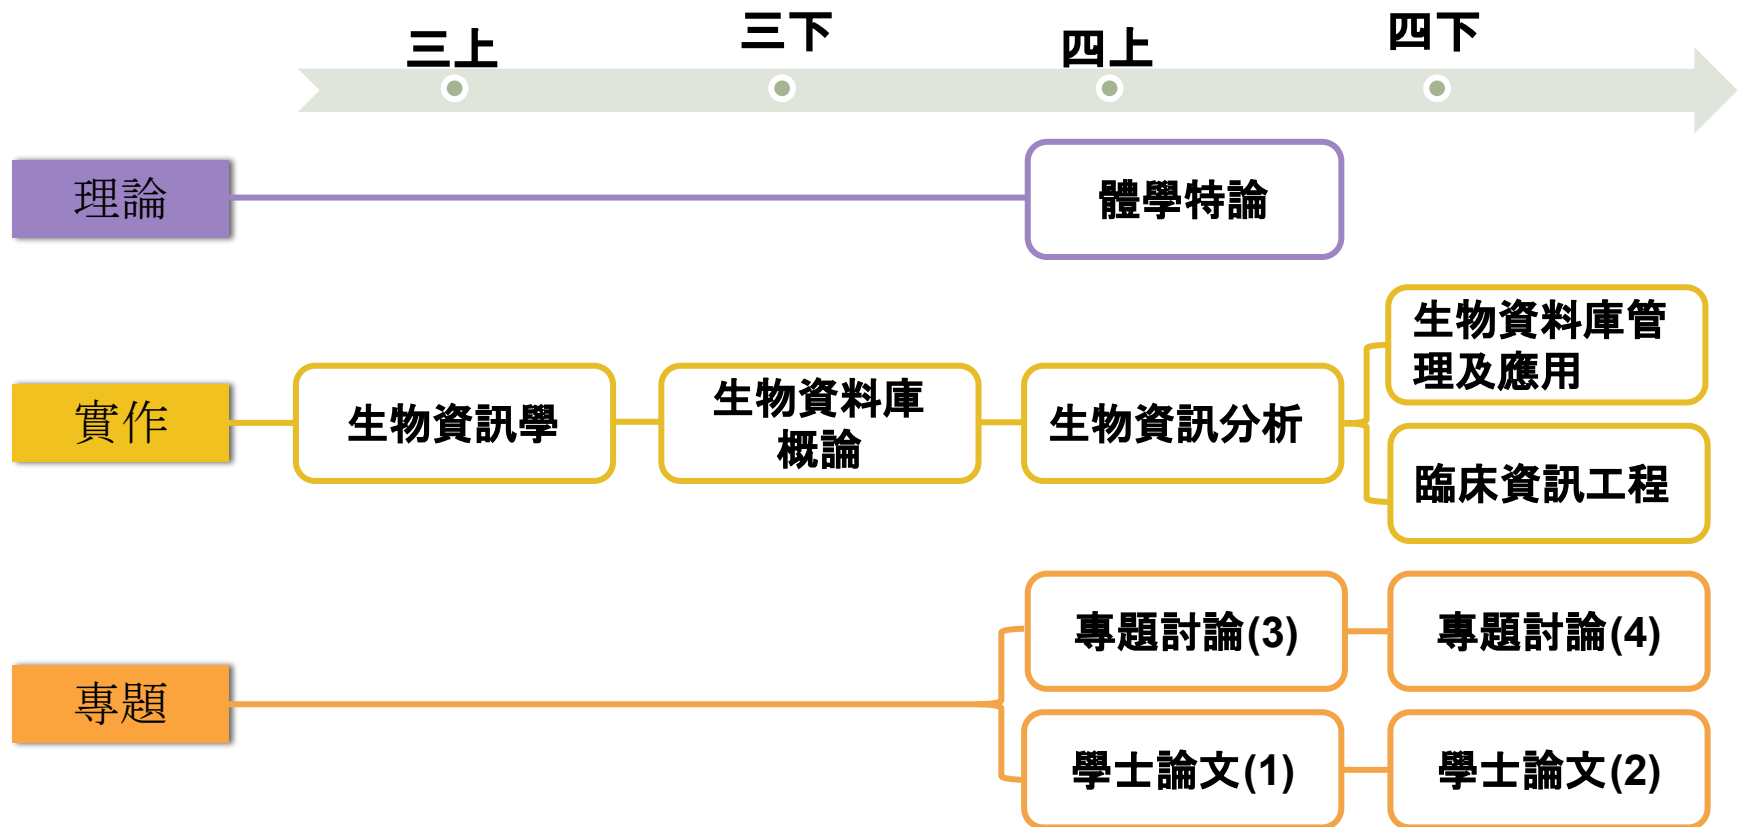 三上
三下
四上
四下
理論
體學特論
實作
生物資訊學
生物資料庫
概論
生物資訊分析
生物資料庫管
理及應用
臨床資訊工程
專題
專題討論(3)
專題討論(4)
學士論文(1)
學士論文(2)